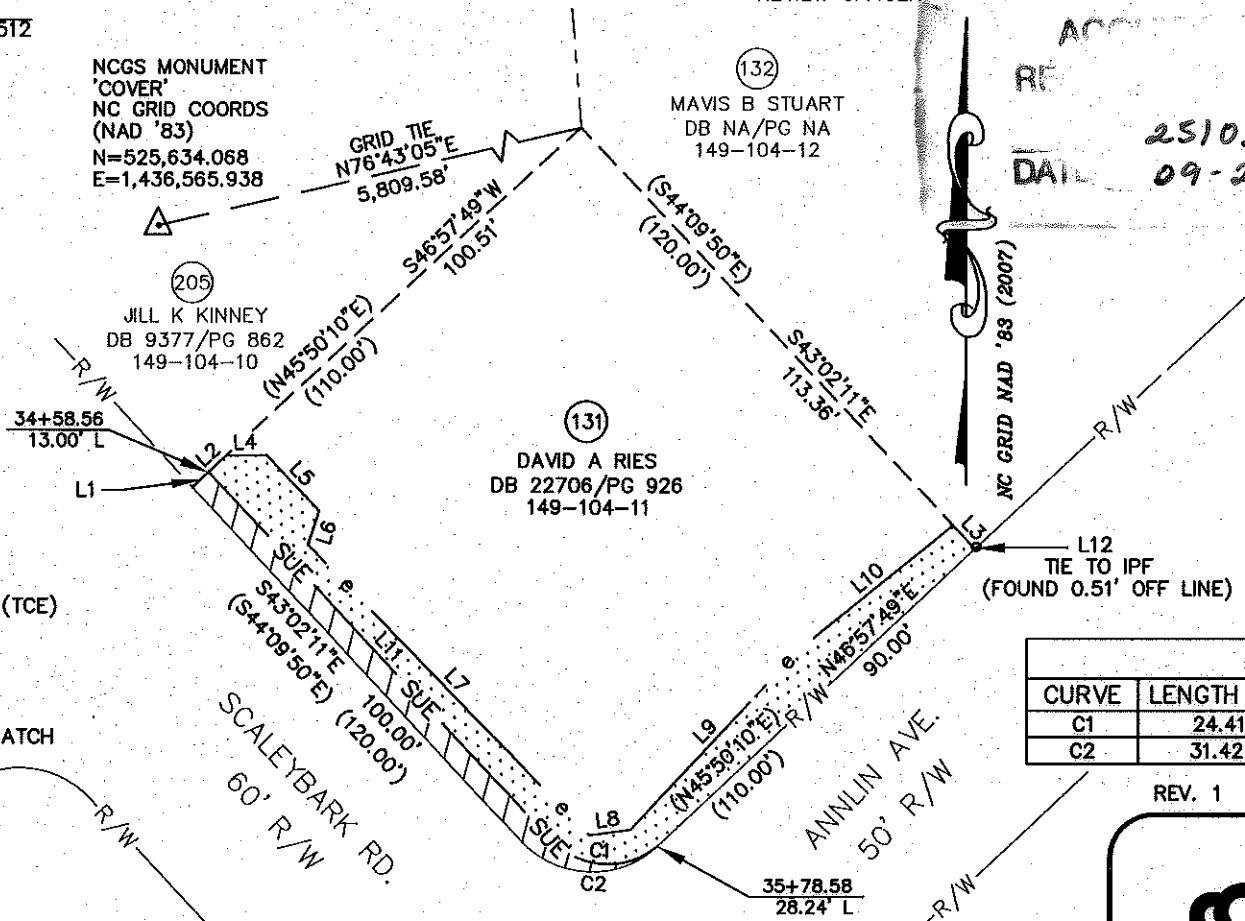 512
NCGS MONUMENT
'COVER'
NC GRID COORDS
(NAD '83)
N=525,634.068
E=1,436,565.938
GRID TIE
N76°43'05"E
5,809.58'
132
MAVIS B STUART
DB NA/PG NA
149-104-12
2510
DATE
09-2
205
JILL K KINNEY
DB 9377/PG 862
149-104-10
S46°57'49"W
100.51'
(N45°50'10"E)
(110.00')
(S44°09'50"E)
(120.00')
S43°02'11"E
113.36'
NC GRID NAD '83 (2007)
R/W
R/W
34+58.56
13.00' L
L1
L2
L4
L5
L6
131
DAVID A RIES
DB 22706/PG 926
149-104-11
L3
L12
TIE TO IPF
(FOUND 0.51' OFF LINE)
(TCE)
SUE
e
L11
SUE
L7
S43°02'11"E
(S44°09'50"E)
100.00'
(120.00')
L10
N46°57'49"E
90.00'
e
R/W
L9
(N45°50'10"E)
(110.00')
SCALEYBARK RD.
60' R/W
ANNLIN AVE.
50' R/W
CURVE LENGTH
C1 24.41
C2 31.42
REV. 1
ATCH
R/W
e
SUE
L8
C1
C2
35+78.58
28.24' L
-R/W